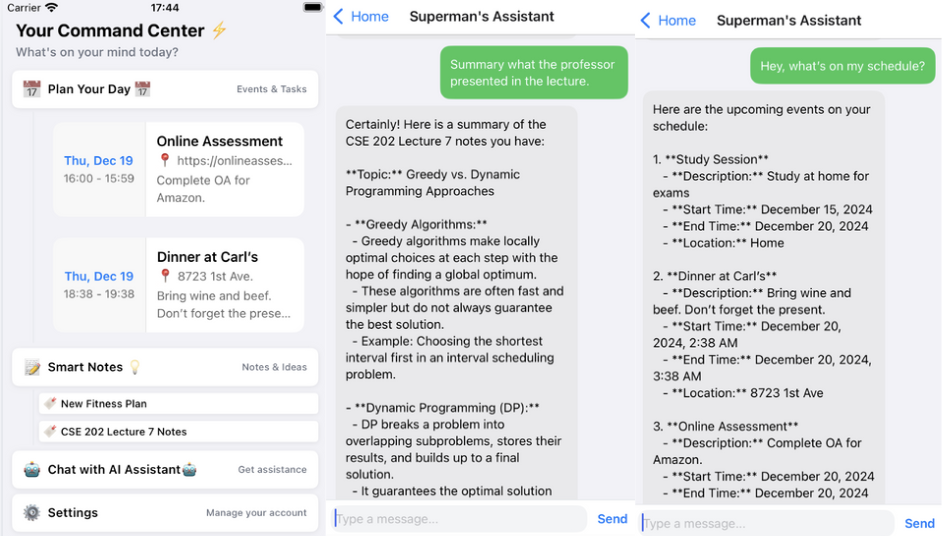 Carrier 17:44
Your Command Center ⚡
What's on your mind today?
📅 Plan Your Day 📅 Events & Tasks
Thu, Dec 19
16:00 - 15:59
Online Assessment
📍 https://onlineasses...
Complete OA for
Amazon.
Thu, Dec 19
18:38 - 19:38
Dinner at Carl's
📍 8723 1st Ave.
Bring wine and beef.
Don't forget the prese...
📝 Smart Notes 💡 Notes & Ideas
New Fitness Plan
CSE 202 Lecture 7 Notes
🤖 Chat with AI Assistant🤖 Get assistance
⚙️ Settings Manage your account
Home Superman's Assistant
Summary what the professor
presented in the lecture.
Certainly! Here is a summary of the
CSE 202 Lecture 7 notes you have:
**Topic:** Greedy vs. Dynamic
Programming Approaches
- **Greedy Algorithms:**
- Greedy algorithms make locally
optimal choices at each step with the
hope of finding a global optimum.
- These algorithms are often fast and
simpler but do not always guarantee
the best solution.
- Example: Choosing the shortest
interval first in an interval scheduling
problem.
- **Dynamic Programming (DP):**
- DP breaks a problem into
overlapping subproblems, stores their
results, and builds up to a final
solution.
- It guarantees the optimal solution
Type a message... Send
Home Superman's Assistant
Hey, what's on my schedule?
Here are the upcoming events on your
schedule:
1. **Study Session**
- **Description:** Study at home for
exams
- **Start Time:** December 15, 2024
- **End Time:** December 20, 2024
- **Location:** Home
2. **Dinner at Carl's**
- **Description:** Bring wine and
beef. Don't forget the present.
- **Start Time:** December 20,
2024, 2:38 AM
- **End Time:** December 20, 2024,
3:38 AM
- **Location:** 8723 1st Ave
3. **Online Assessment**
- **Description:** Complete OA for
Amazon.
- **Start Time:** December 20, 2024
- **End Time:** December 20, 2024
Type a message... Send